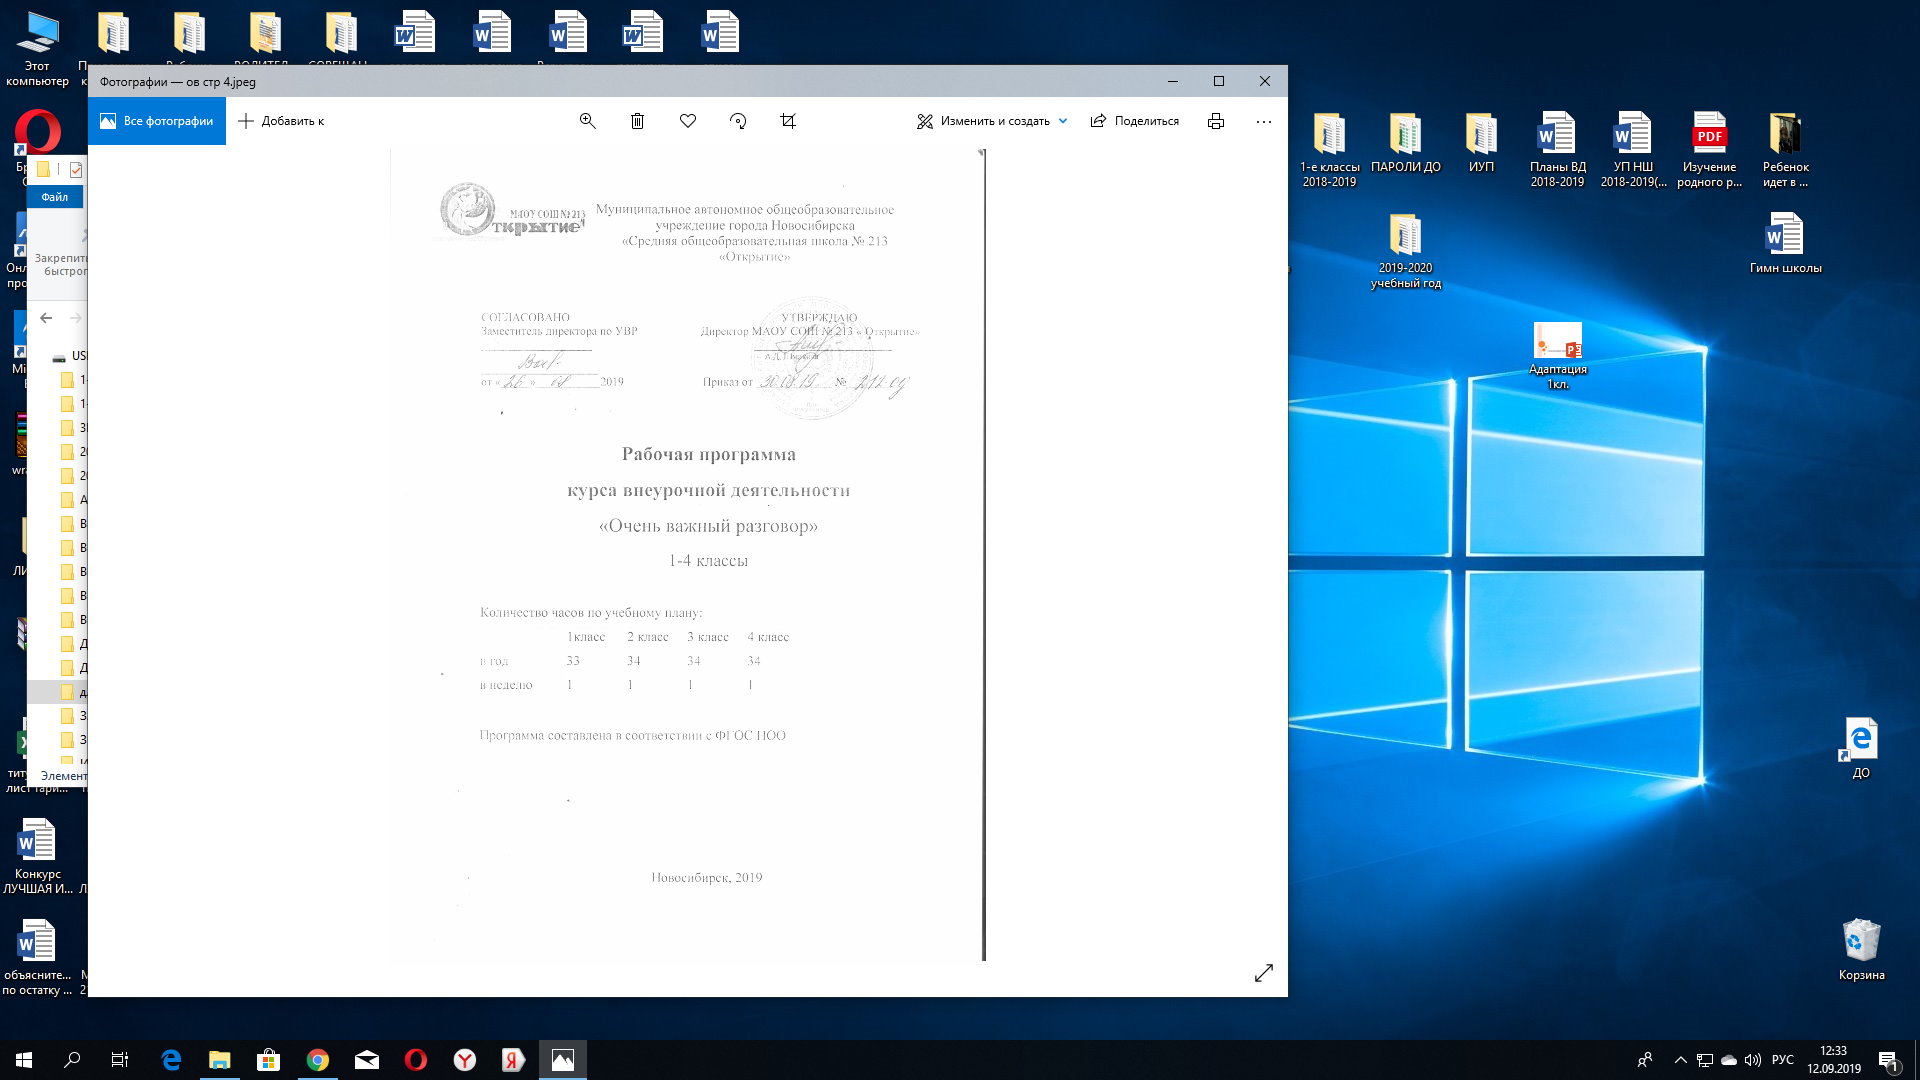 Этот
компьютер
Фотографии — ов стр 4.jpeg
Все фотографии
Добавить к
Изменить и создать
Поделиться
МАОУ СОШ №213
ткрытие
Муниципальное автономное общеобразовательное
учреждение города Новосибирска
«Средняя общеобразовательная школа № 213
«Открытие»
СОГЛАСОВАНО
Заместитель директора по УВР
от « 26 » 08 2019
УТВЕРЖДАЮ
Директор МАОУ СОШ № 213 « Открытие»
Приказ от 30.08.19 №
Рабочая программа
курса внеурочной деятельности
«Очень важный разговор»
1-4 классы
Количество часов по учебному плану:
1класс 2 класс 3 класс 4 класс
в год 33 34 34 34
в неделю 1 1 1 1
Программа составлена в соответствии с ФГОС НОО
Новосибирск, 2019
Файл
Закрепить
Элемент
Конкурс
ЛУЧШАЯ И...
объясните...
по остатку ...
1-е классы
2018-2019
ПАРОЛИ ДО
ИУП
Планы ВД
2018-2019
УП НШ
2018-2019(...
PDF
Изучение
родного р...
Ребенок
идет в ...
2019-2020
учебный год
Гимн школы
Адаптация
1кл.
ДО
Корзина
РУС
12:33
12.09.2019
1